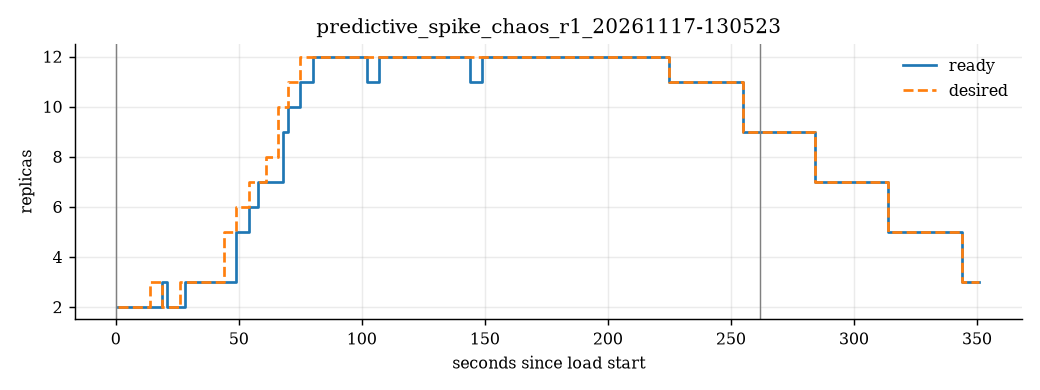 predictive_spike_chaos_r1_20261117-130523
12
10
8
6
4
2
replicas
ready
desired
0 50 100 150 200 250 300 350
seconds since load start